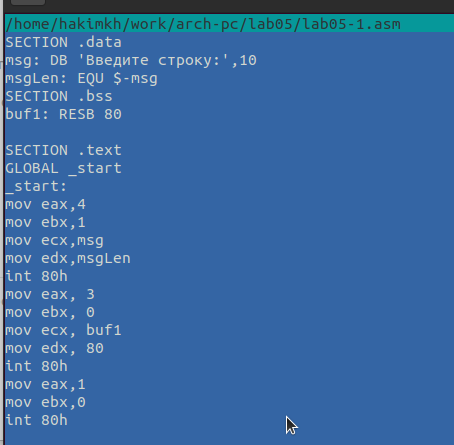 /home/hakimkh/work/arch-pc/lab05/lab05-1.asm
SECTION .data
msg: DB 'Введите строку:',10
msgLen: EQU $-msg
SECTION .bss
buf1: RESB 80
SECTION .text
GLOBAL _start
_start:
mov eax,4
mov ebx,1
mov ecx,msg
mov edx,msgLen
int 80h
mov eax, 3
mov ebx, 0
mov ecx, buf1
mov edx, 80
int 80h
mov eax,1
mov ebx,0
int 80h